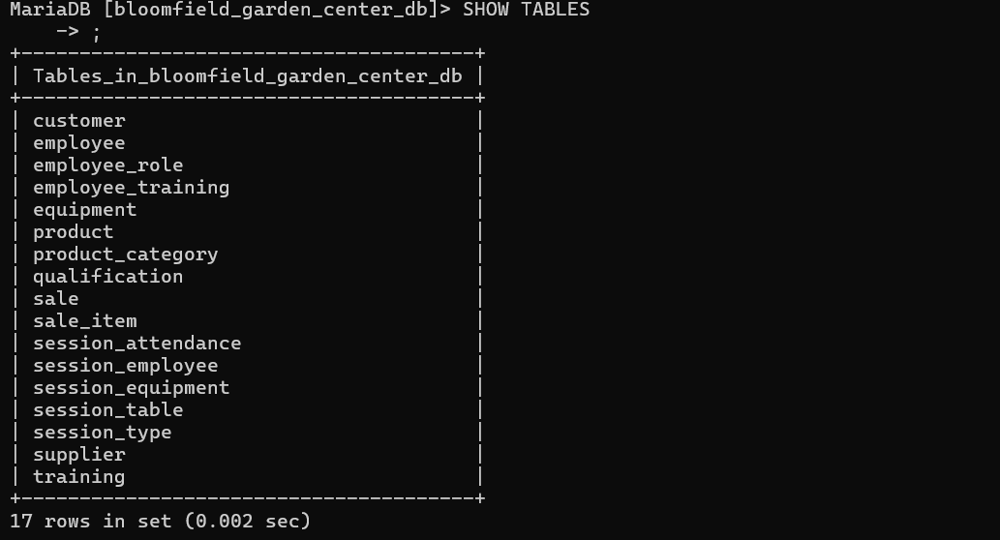 MariaDB [bloomfield_garden_center_db]> SHOW TABLES
    -> ;
+---------------------------------------+
| Tables_in_bloomfield_garden_center_db |
+---------------------------------------+
| customer                              |
| employee                              |
| employee_role                         |
| employee_training                     |
| equipment                             |
| product                               |
| product_category                      |
| qualification                         |
| sale                                  |
| sale_item                             |
| session_attendance                    |
| session_employee                      |
| session_equipment                     |
| session_table                         |
| session_type                          |
| supplier                              |
| training                              |
+---------------------------------------+
17 rows in set (0.002 sec)